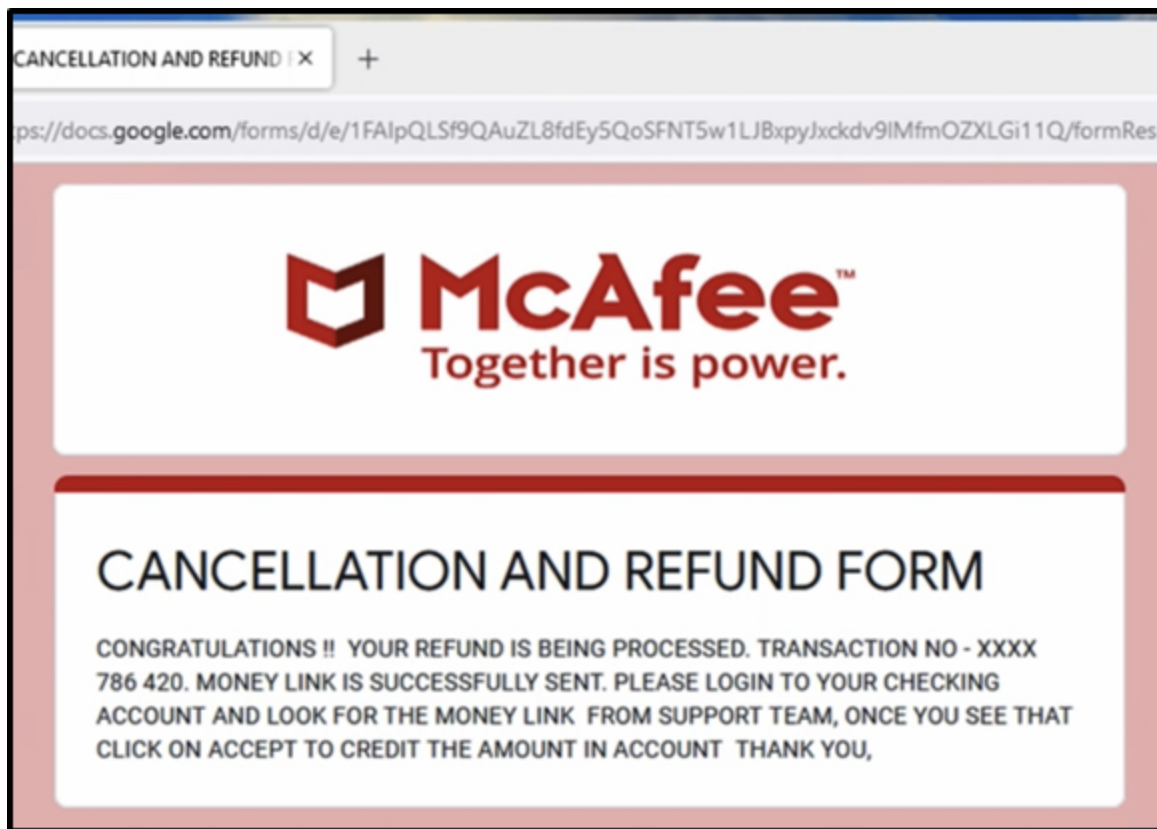 CANCELLATION AND REFUND
ps://docs.google.com/forms/d/e/1FAIpQLSf9QAuZL8fdEy5QoSFNT5w1LJBxpyJxckdv9IMfmOZXLGi11Q/formRes
McAfee™
Together is power.
CANCELLATION AND REFUND FORM
CONGRATULATIONS !! YOUR REFUND IS BEING PROCESSED. TRANSACTION NO - XXXX
786 420. MONEY LINK IS SUCCESSFULLY SENT. PLEASE LOGIN TO YOUR CHECKING
ACCOUNT AND LOOK FOR THE MONEY LINK FROM SUPPORT TEAM, ONCE YOU SEE THAT
CLICK ON ACCEPT TO CREDIT THE AMOUNT IN ACCOUNT THANK YOU,